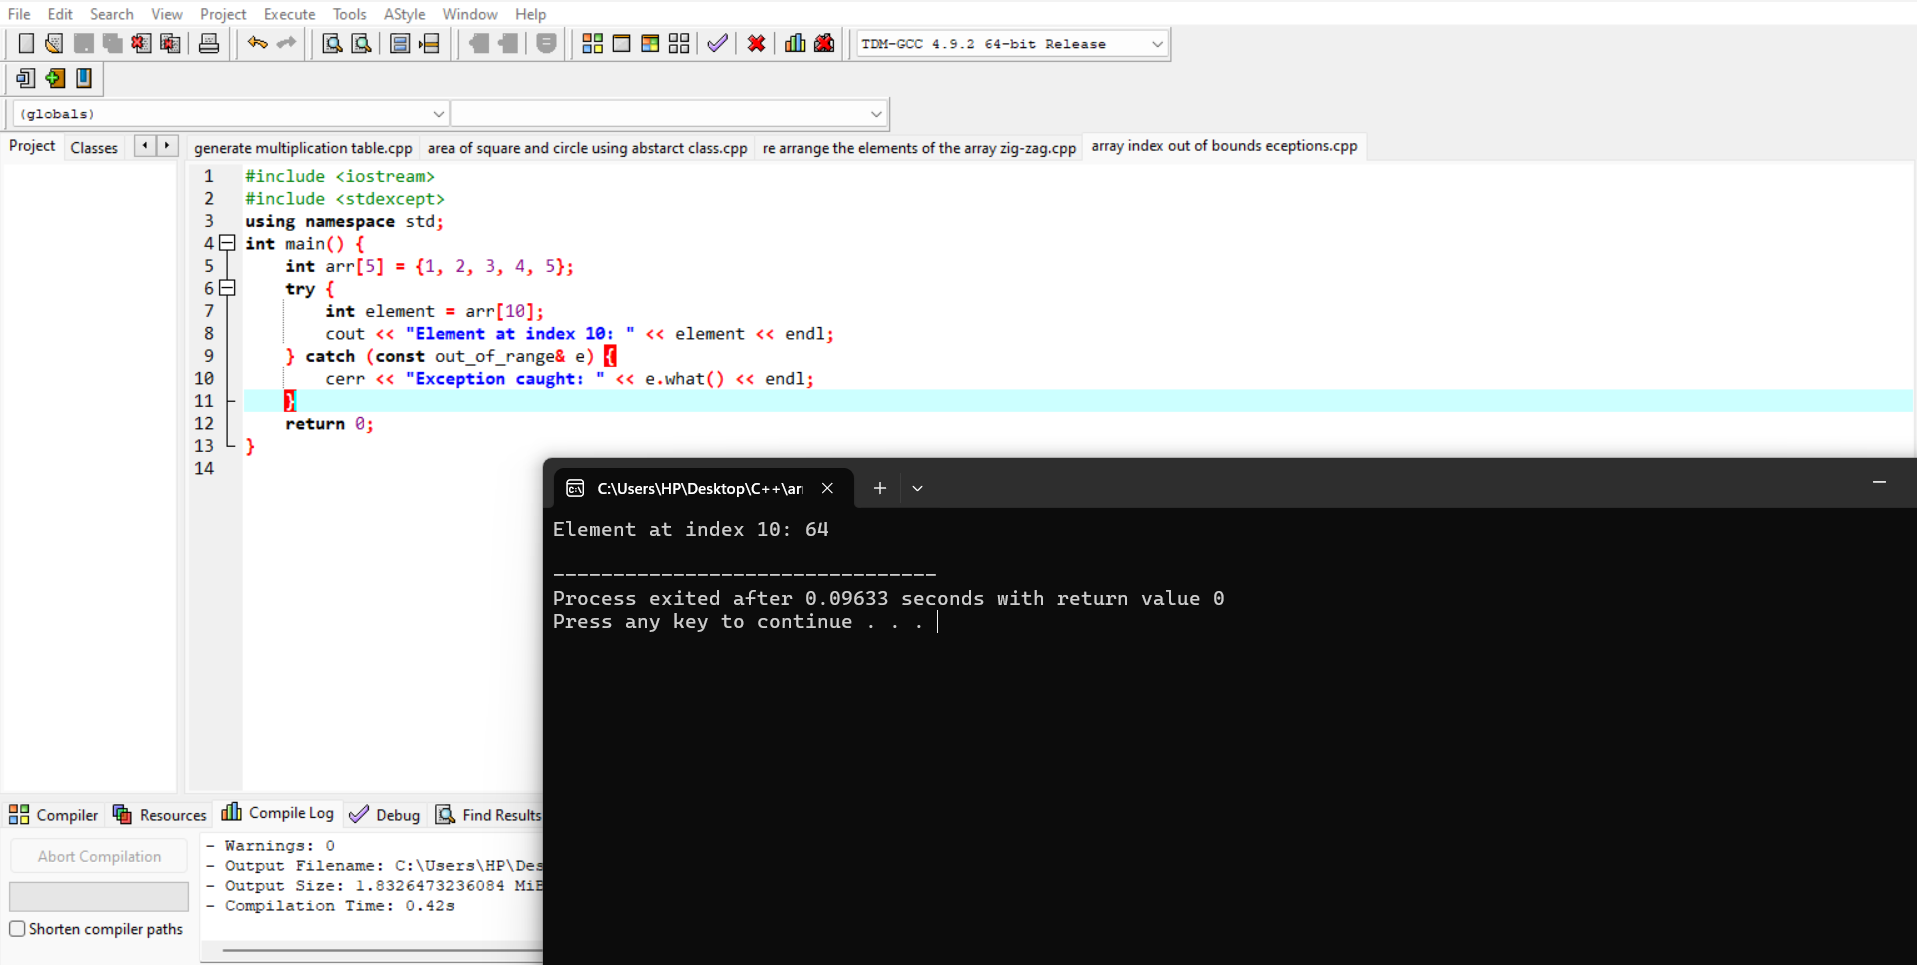 File Edit Search View Project Execute Tools AStyle Window Help
TDM-GCC 4.9.2 64-bit Release
(globals)
Project Classes generate multiplication table.cpp area of square and circle using abstarct class.cpp re arrange the elements of the array zig-zag.cpp array index out of bounds eceptions.cpp
1 #include <iostream>
2 #include <stdexcept>
3 using namespace std;
4 int main() {
5 int arr[5] = {1, 2, 3, 4, 5};
6 try {
7 int element = arr[10];
8 cout << "Element at index 10: " << element << endl;
9 } catch (const out_of_range& e) {
10 cerr << "Exception caught: " << e.what() << endl;
11 }
12 return 0;
13 }
14
C:\Users\HP\Desktop\C++\arr
Element at index 10: 64
--------------------------------
Process exited after 0.09633 seconds with return value 0
Press any key to continue . . .
Compiler Resources Compile Log Debug Find Results
Abort Compilation
Shorten compiler paths
- Warnings: 0
- Output Filename: C:\Users\HP\Des
- Output Size: 1.8326473236084 MiB
- Compilation Time: 0.42s